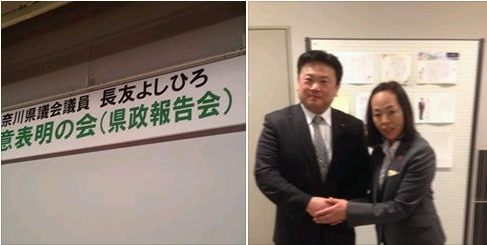 奈川県議会議員 長友よしひろ
意表明の会(県政報告会)